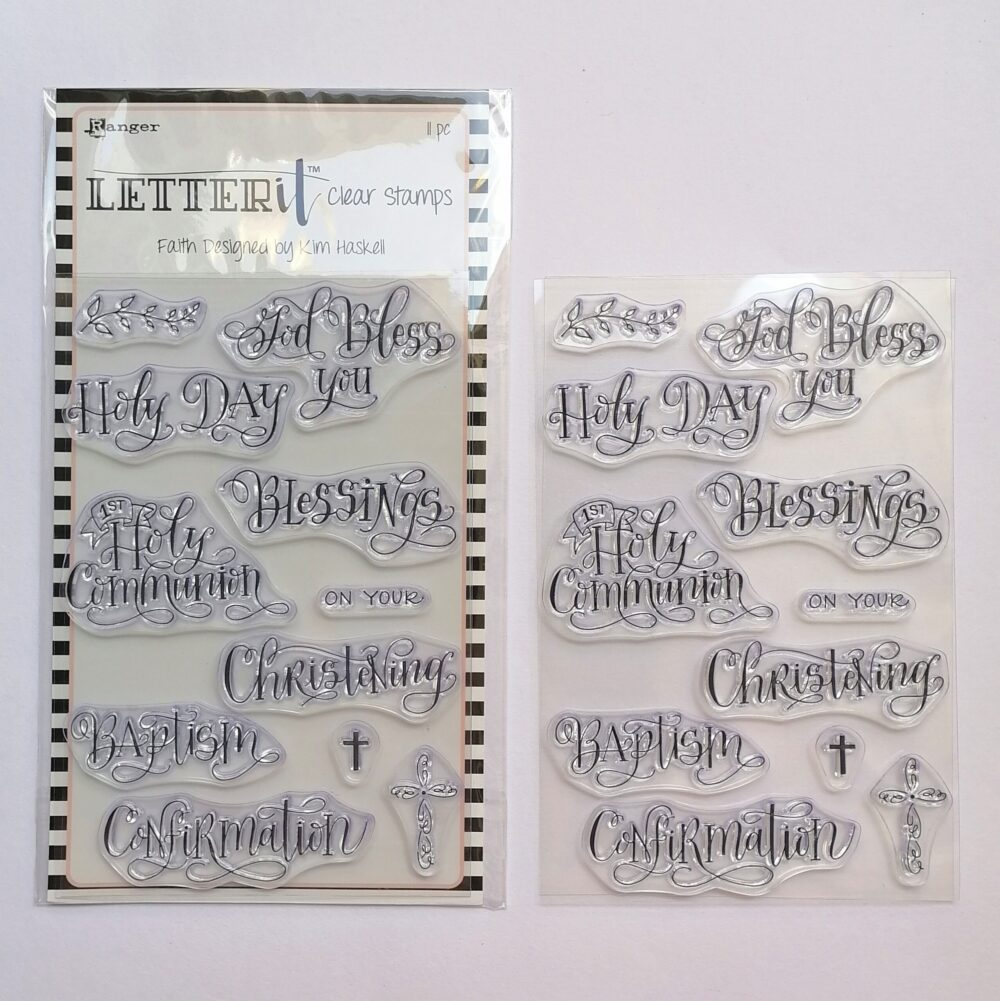 Ranger
11 pc
LETTERit™ Clear Stamps
Faith Designed by Kim Haskell
God Bless
you
Holy Day
Blessings
1ST
Holy
Communion
ON YOUR
Christening
Baptism
Confirmation
God Bless
you
Holy Day
Blessings
1ST
Holy
Communion
ON YOUR
Christening
Baptism
Confirmation